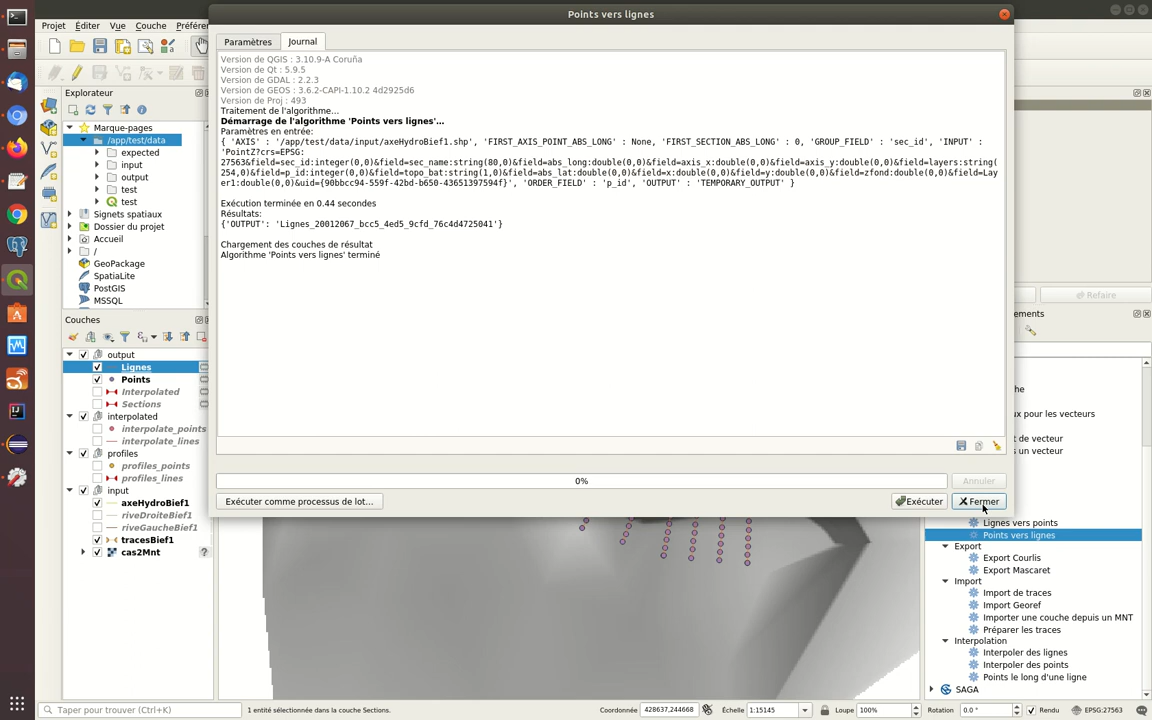 Points vers lignes
Projet Éditer Vue Couche
Paramètres Journal
Version de QGIS : 3.10.9-A Coruña
Version de Qt : 5.9.5
Version de GDAL : 2.2.3
Version de GEOS : 3.6.2-CAPI-1.10.2 4d2925d6
Version de Proj : 493
Traitement de l'algorithme…
Démarrage de l'algorithme 'Points vers lignes'…
Paramètres en entrée:
{ 'AXIS' : '/app/test/data/input/axeHydroBief1.shp', 'FIRST_AXIS_POINT_ABS_LONG' : None, 'FIRST_SECTION_ABS_LONG' : 0, 'GROUP_FIELD' : 'sec_id', 'INPUT' :
'PointZ?crs=EPSG:
27563&field=sec_id:integer(0,0)&field=sec_name:string(80,0)&field=abs_long:double(0,0)&field=axis_x:double(0,0)&field=axis_y:double(0,0)&field=layers:string(
254,0)&field=p_id:integer(0,0)&field=topo_bat:string(1,0)&field=abs_lat:double(0,0)&field=x:double(0,0)&field=y:double(0,0)&field=zfond:double(0,0)&field=Lay
er1:double(0,0)&uid={90bbcc94-559f-42bd-b650-43651397594f}', 'ORDER_FIELD' : 'p_id', 'OUTPUT' : 'TEMPORARY_OUTPUT' }
Exécution terminée en 0.44 secondes
Résultats:
{'OUTPUT': 'Lignes_20012067_bcc5_4ed5_9cfd_76c4d4725041'}
Chargement des couches de résultat
Algorithme 'Points vers lignes' terminé
0%
Annuler
Exécuter comme processus de lot…
Exécuter
Fermer
Explorateur
Marque-pages
/app/test/data
expected
input
output
test
test
Signets spatiaux
Dossier du projet
Accueil
/
GeoPackage
SpatiaLite
PostGIS
MSSQL
Couches
output
Lignes
Points
Interpolated
Sections
interpolated
interpolate_points
interpolate_lines
profiles
profiles_points
profiles_lines
input
axeHydroBief1
riveDroiteBief1
riveGaucheBief1
tracesBief1
cas2Mnt
?
Refaire
ements
che
ux pour les vecteurs
t de vecteur
s un vecteur
Lignes vers points
Points vers lignes
Export
Export Courlis
Export Mascaret
Import
Import de traces
Import Georef
Importer une couche depuis un MNT
Préparer les traces
Interpolation
Interpoler des lignes
Interpoler des points
Points le long d'une ligne
SAGA
Taper pour trouver (Ctrl+K)
1 entité sélectionnée dans la couche Sections.
Coordonnée 428637,244668
Échelle 1:15145
Loupe 100%
Rotation 0.0 °
Rendu
EPSG:27563